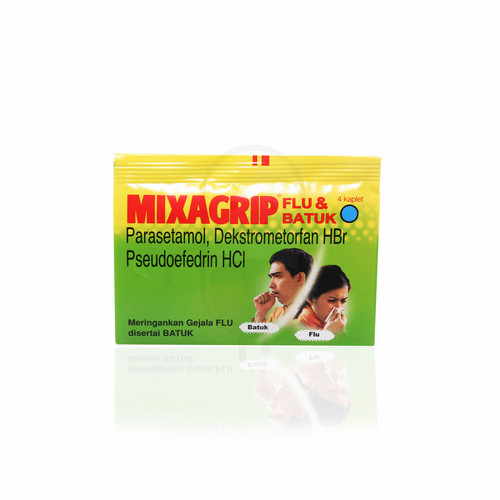 MIXAGRIP FLU &
BATUK
4 kaplet
Parasetamol, Dekstrometorfan HBr
Pseudoefedrin HCl
Meringankan Gejala FLU
disertai BATUK
Batuk
Flu